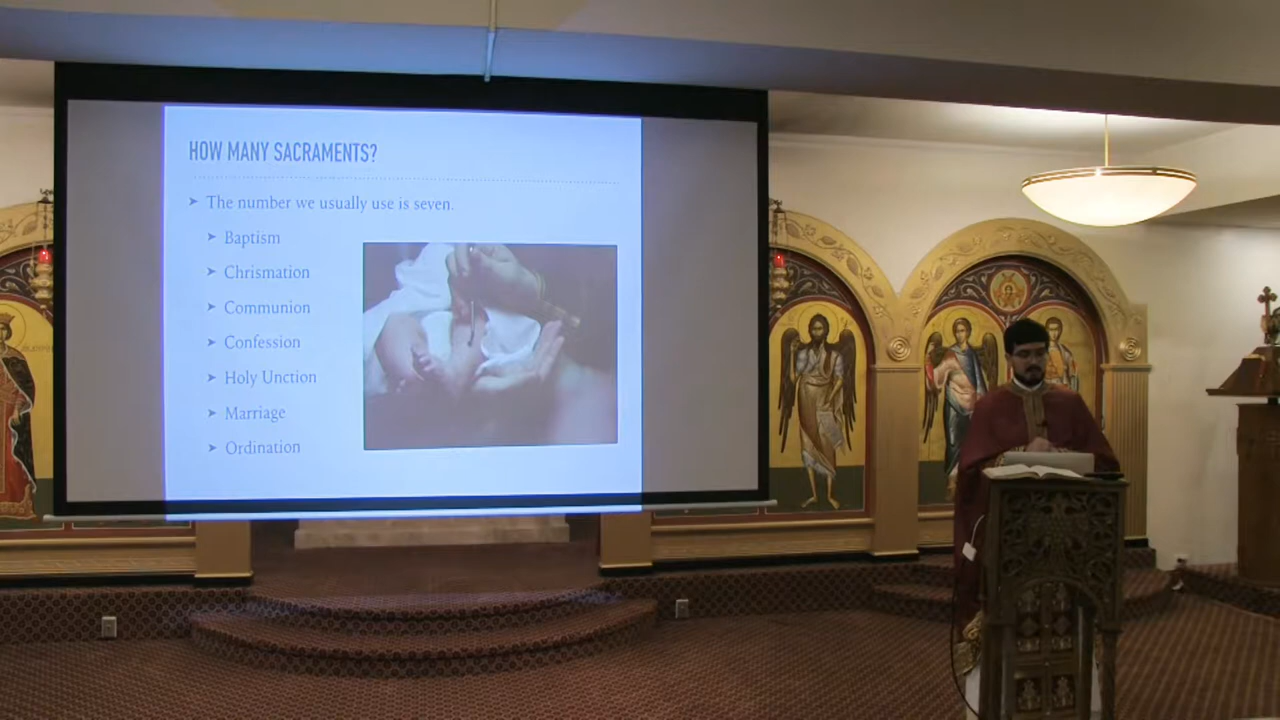 HOW MANY SACRAMENTS?
➤ The number we usually use is seven.
➤ Baptism
➤ Chrismation
➤ Communion
➤ Confession
➤ Holy Unction
➤ Marriage
➤ Ordination